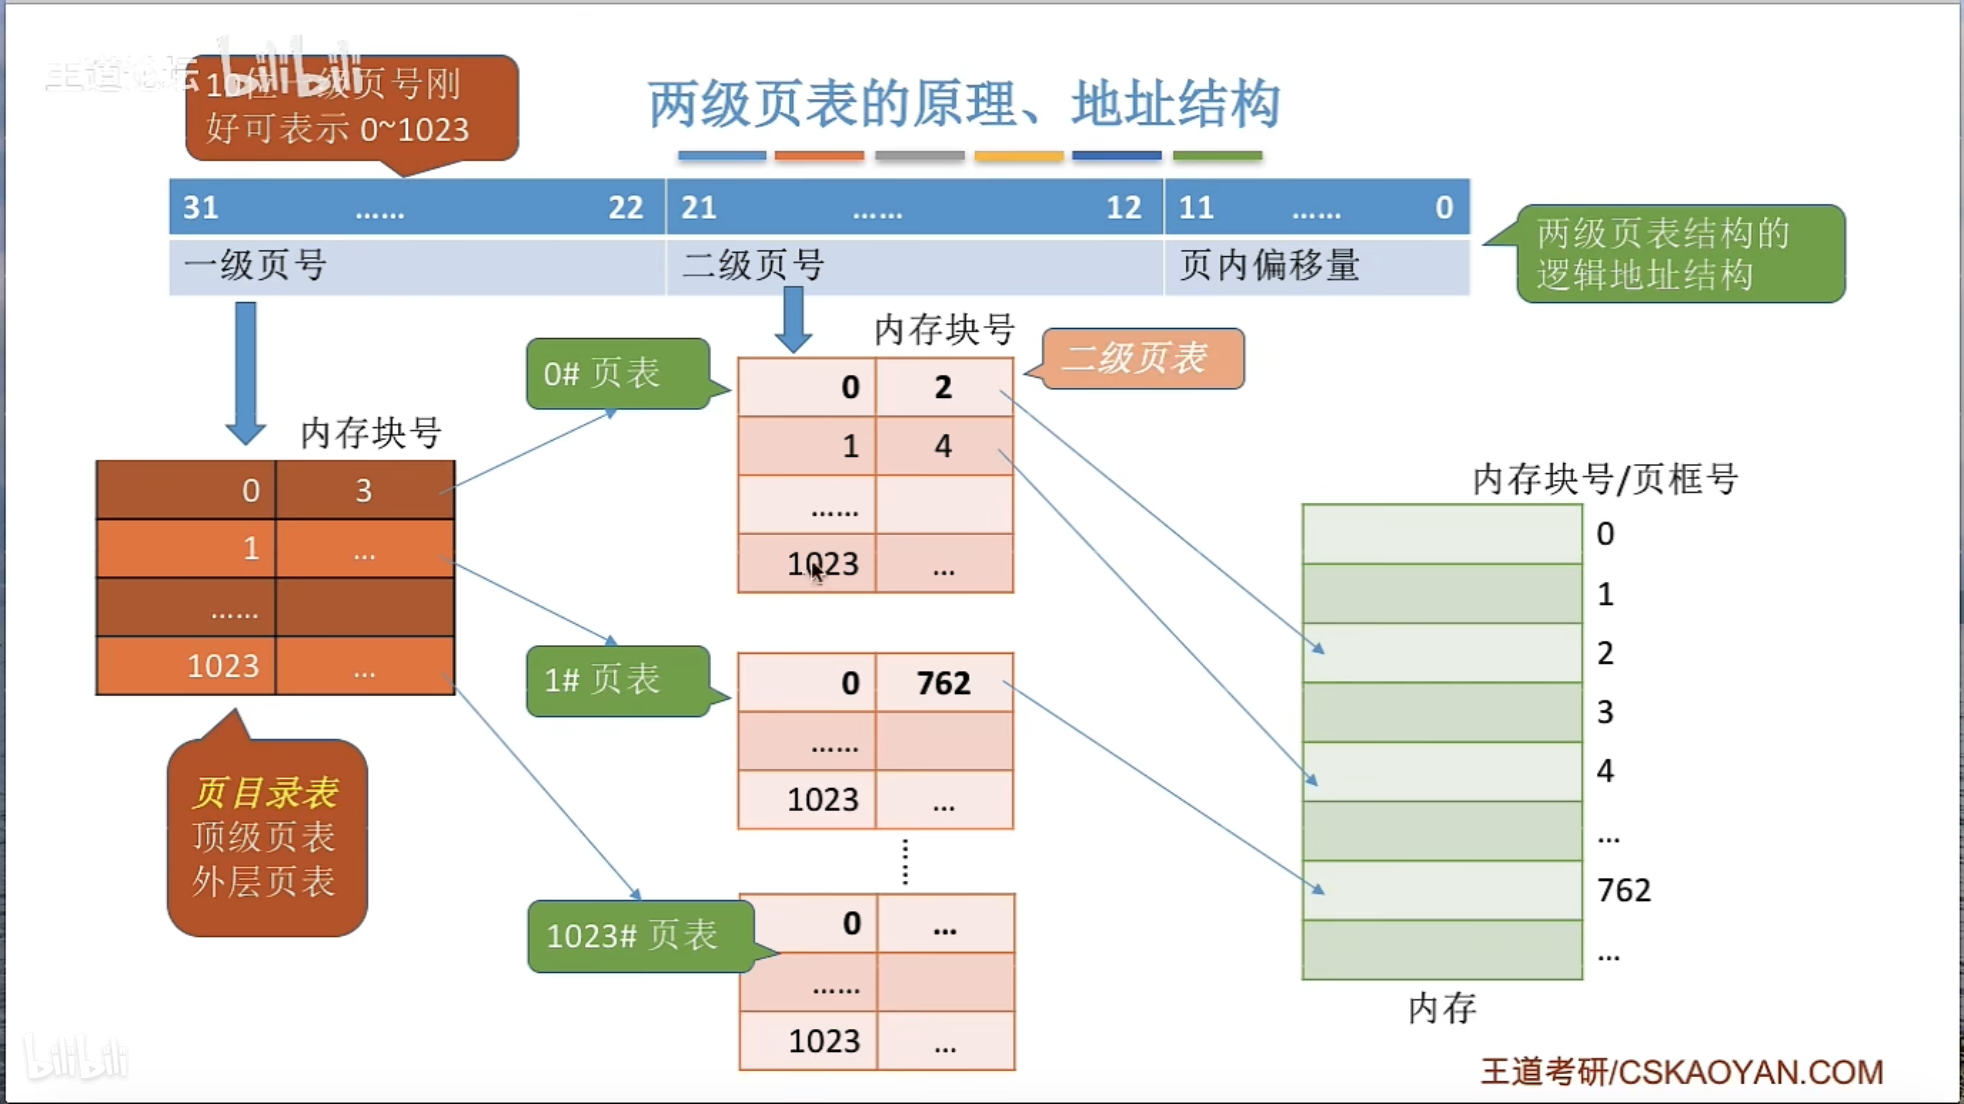 王道论坛 bilibili
10位一级页号刚
好可表示 0~1023
两级页表的原理、地址结构
31 …… 22 21 …… 12 11 …… 0
一级页号 二级页号 页内偏移量
两级页表结构的
逻辑地址结构
内存块号
0 3
1 ...
……
1023 ...
页目录表
顶级页表
外层页表
0# 页表
内存块号
二级页表
0 2
1 4
……
1023 ...
1# 页表
0 762
……
1023 ...
1023# 页表
0 ...
……
1023 ...
内存块号/页框号
0
1
2
3
4
...
762
...
内存
bilibili
王道考研/CSKAOYAN.COM